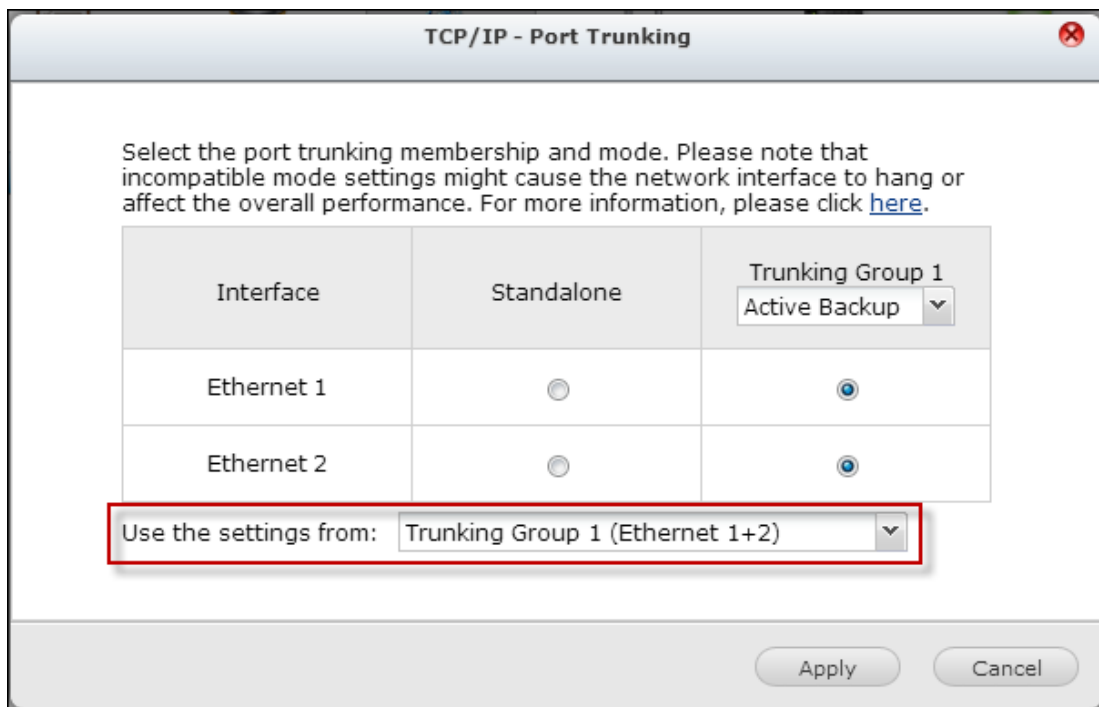 TCP/IP - Port Trunking
Select the port trunking membership and mode. Please note that
incompatible mode settings might cause the network interface to hang or
affect the overall performance. For more information, please click here.
Interface
Standalone
Trunking Group 1
Active Backup
Ethernet 1
Ethernet 2
Use the settings from: Trunking Group 1 (Ethernet 1+2)
Apply
Cancel